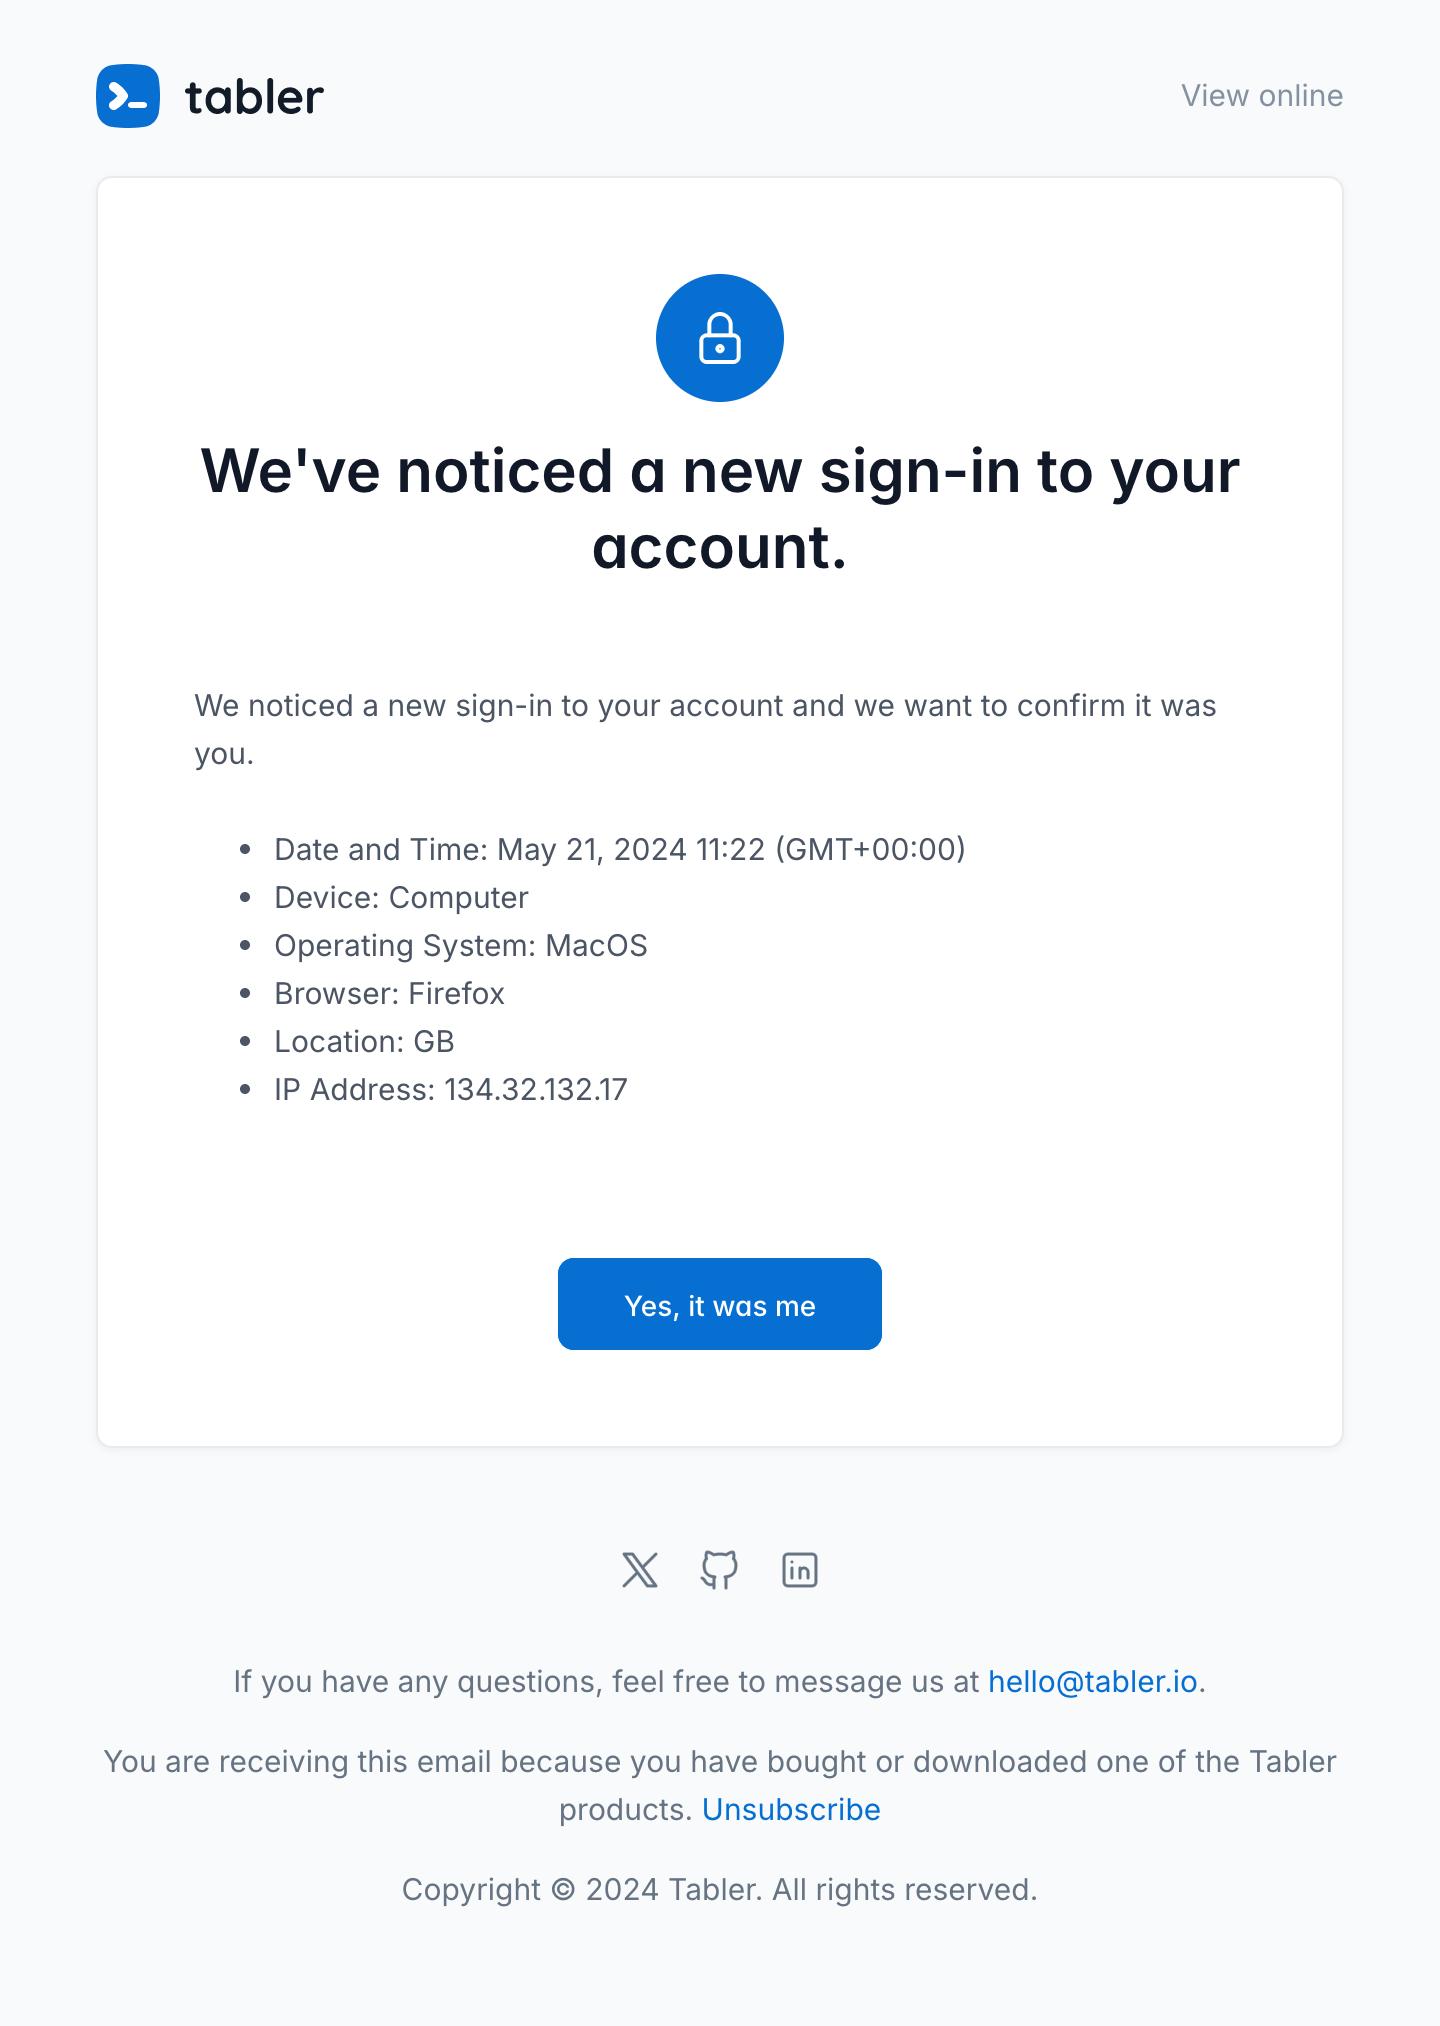 tabler
View online
We've noticed a new sign-in to your
account.
We noticed a new sign-in to your account and we want to confirm it was
you.
• Date and Time: May 21, 2024 11:22 (GMT+00:00)
• Device: Computer
• Operating System: MacOS
• Browser: Firefox
• Location: GB
• IP Address: 134.32.132.17
Yes, it was me
If you have any questions, feel free to message us at hello@tabler.io.
You are receiving this email because you have bought or downloaded one of the Tabler
products. Unsubscribe
Copyright © 2024 Tabler. All rights reserved.